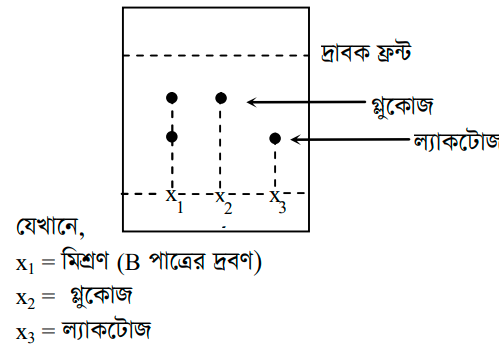 দ্রাবক ফ্রন্ট
গ্লুকোজ
ল্যাকটোজ
x1 x2 x3
যেখানে,
x1 = মিশ্রণ (B পাত্রের দ্রবণ)
x2 = গ্লুকোজ
x3 = ল্যাকটোজ